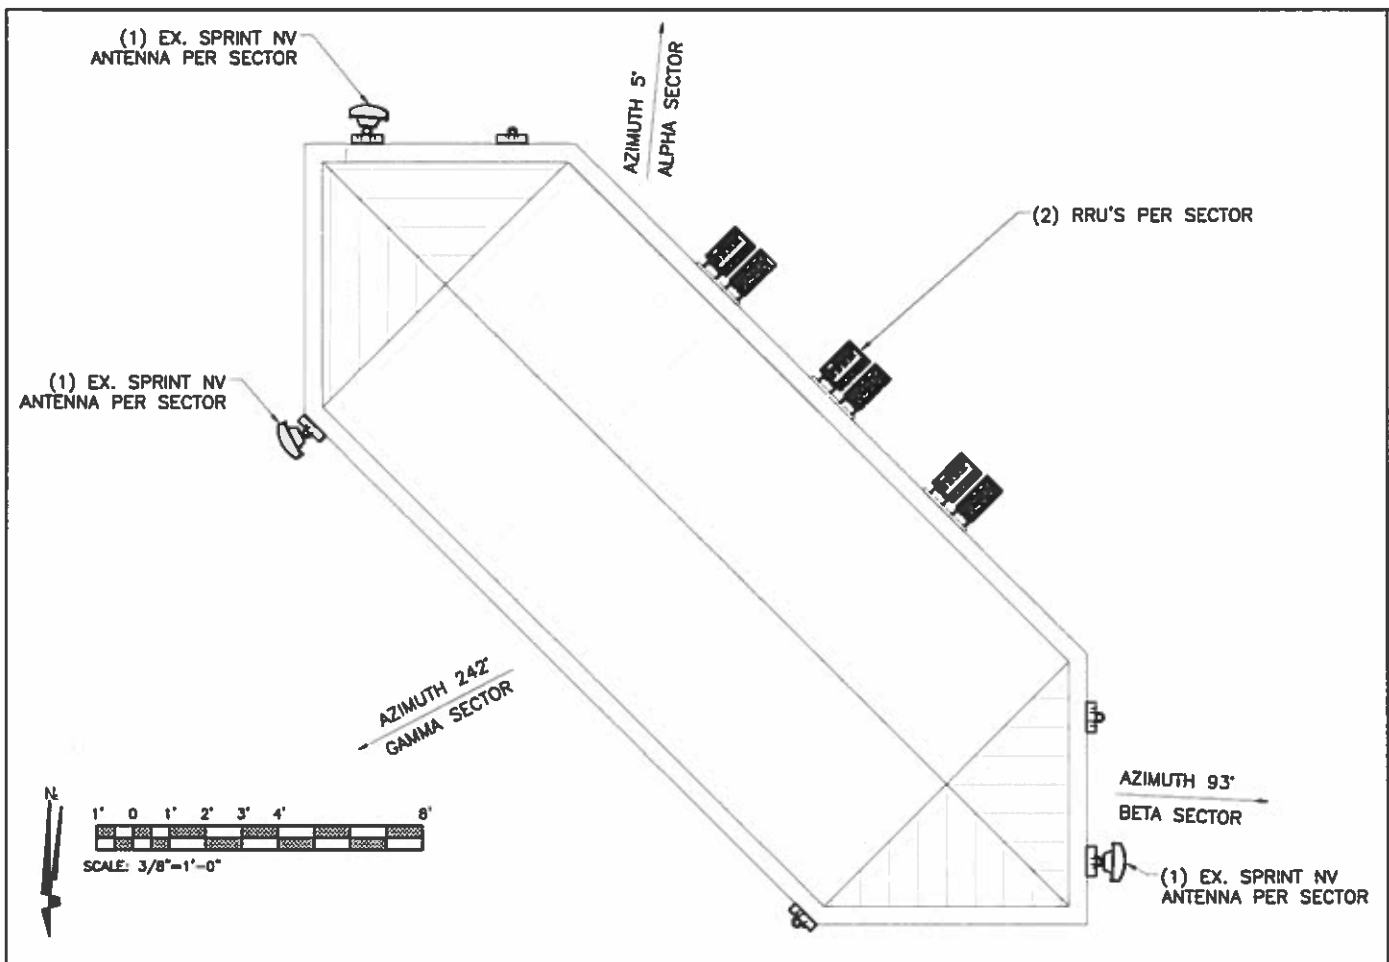 (1) EX. SPRINT NV
ANTENNA PER SECTOR
AZIMUTH 5°
ALPHA SECTOR
(2) RRU'S PER SECTOR
(1) EX. SPRINT NV
ANTENNA PER SECTOR
AZIMUTH 242°
GAMMA SECTOR
AZIMUTH 93°
BETA SECTOR
(1) EX. SPRINT NV
ANTENNA PER SECTOR
N
1' 0 1' 2' 3' 4' 8'
SCALE: 3/8"=1'-0"